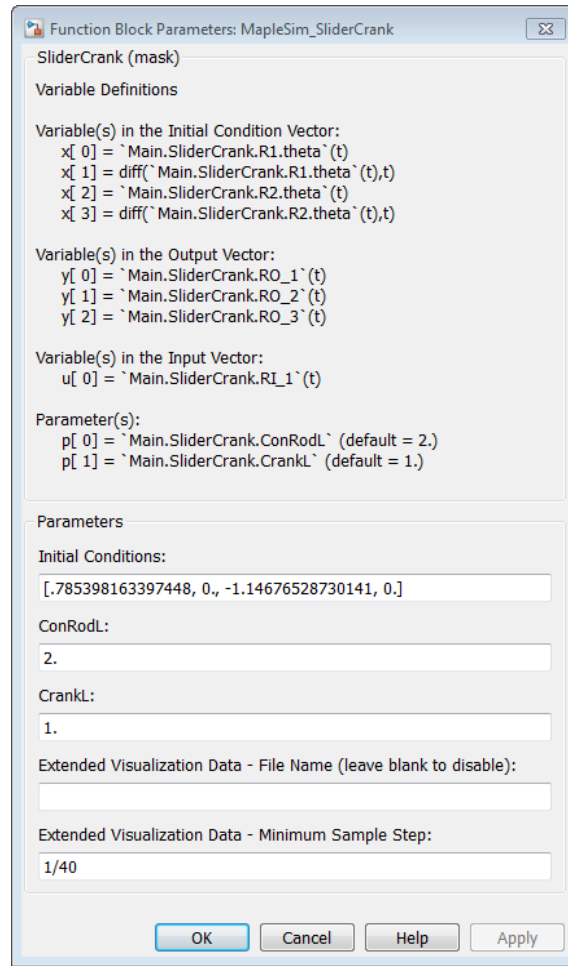 Function Block Parameters: MapleSim_SliderCrank
SliderCrank (mask)
Variable Definitions
Variable(s) in the Initial Condition Vector:
x[ 0] = `Main.SliderCrank.R1.theta`(t)
x[ 1] = diff(`Main.SliderCrank.R1.theta`(t),t)
x[ 2] = `Main.SliderCrank.R2.theta`(t)
x[ 3] = diff(`Main.SliderCrank.R2.theta`(t),t)
Variable(s) in the Output Vector:
y[ 0] = `Main.SliderCrank.RO_1`(t)
y[ 1] = `Main.SliderCrank.RO_2`(t)
y[ 2] = `Main.SliderCrank.RO_3`(t)
Variable(s) in the Input Vector:
u[ 0] = `Main.SliderCrank.RI_1`(t)
Parameter(s):
p[ 0] = `Main.SliderCrank.ConRodL` (default = 2.)
p[ 1] = `Main.SliderCrank.CrankL` (default = 1.)
Parameters
Initial Conditions:
[.785398163397448, 0., -1.14676528730141, 0.]
ConRodL:
2.
CrankL:
1.
Extended Visualization Data - File Name (leave blank to disable):
Extended Visualization Data - Minimum Sample Step:
1/40
OK Cancel Help Apply